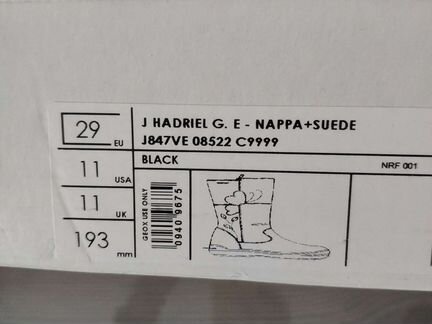 29 EU
J HADRIEL G. E - NAPPA+SUEDE
J847VE 08522 C9999
11 USA
BLACK
NRF 001
11 UK
193 mm
GEOX USE ONLY
0940 9675